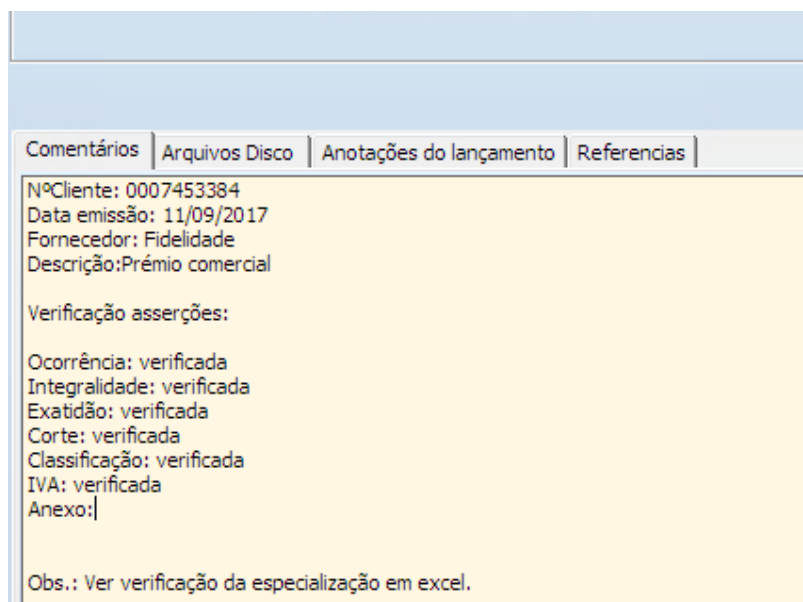 Comentários
Arquivos Disco
Anotações do lançamento
Referencias
NºCliente: 0007453384
Data emissão: 11/09/2017
Fornecedor: Fidelidade
Descrição:Prémio comercial
Verificação asserções:
Ocorrência: verificada
Integralidade: verificada
Exatidão: verificada
Corte: verificada
Classificação: verificada
IVA: verificada
Anexo:
Obs.: Ver verificação da especialização em excel.